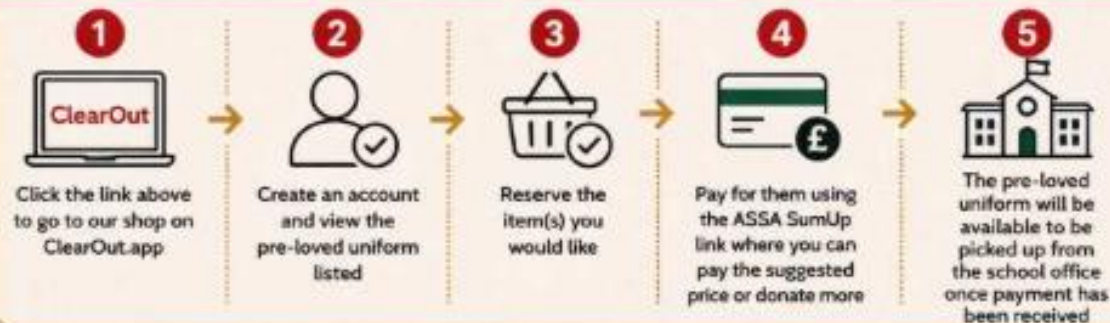 1
ClearOut
Click the link above
to go to our shop on
ClearOut.app
2
Create an account
and view the
pre-loved uniform
listed
3
Reserve the
item(s) you
would like
4
£
Pay for them using
the ASSA SumUp
link where you can
pay the suggested
price or donate more
5
The pre-loved
uniform will be
available to be
picked up from
the school office
once payment has
been received